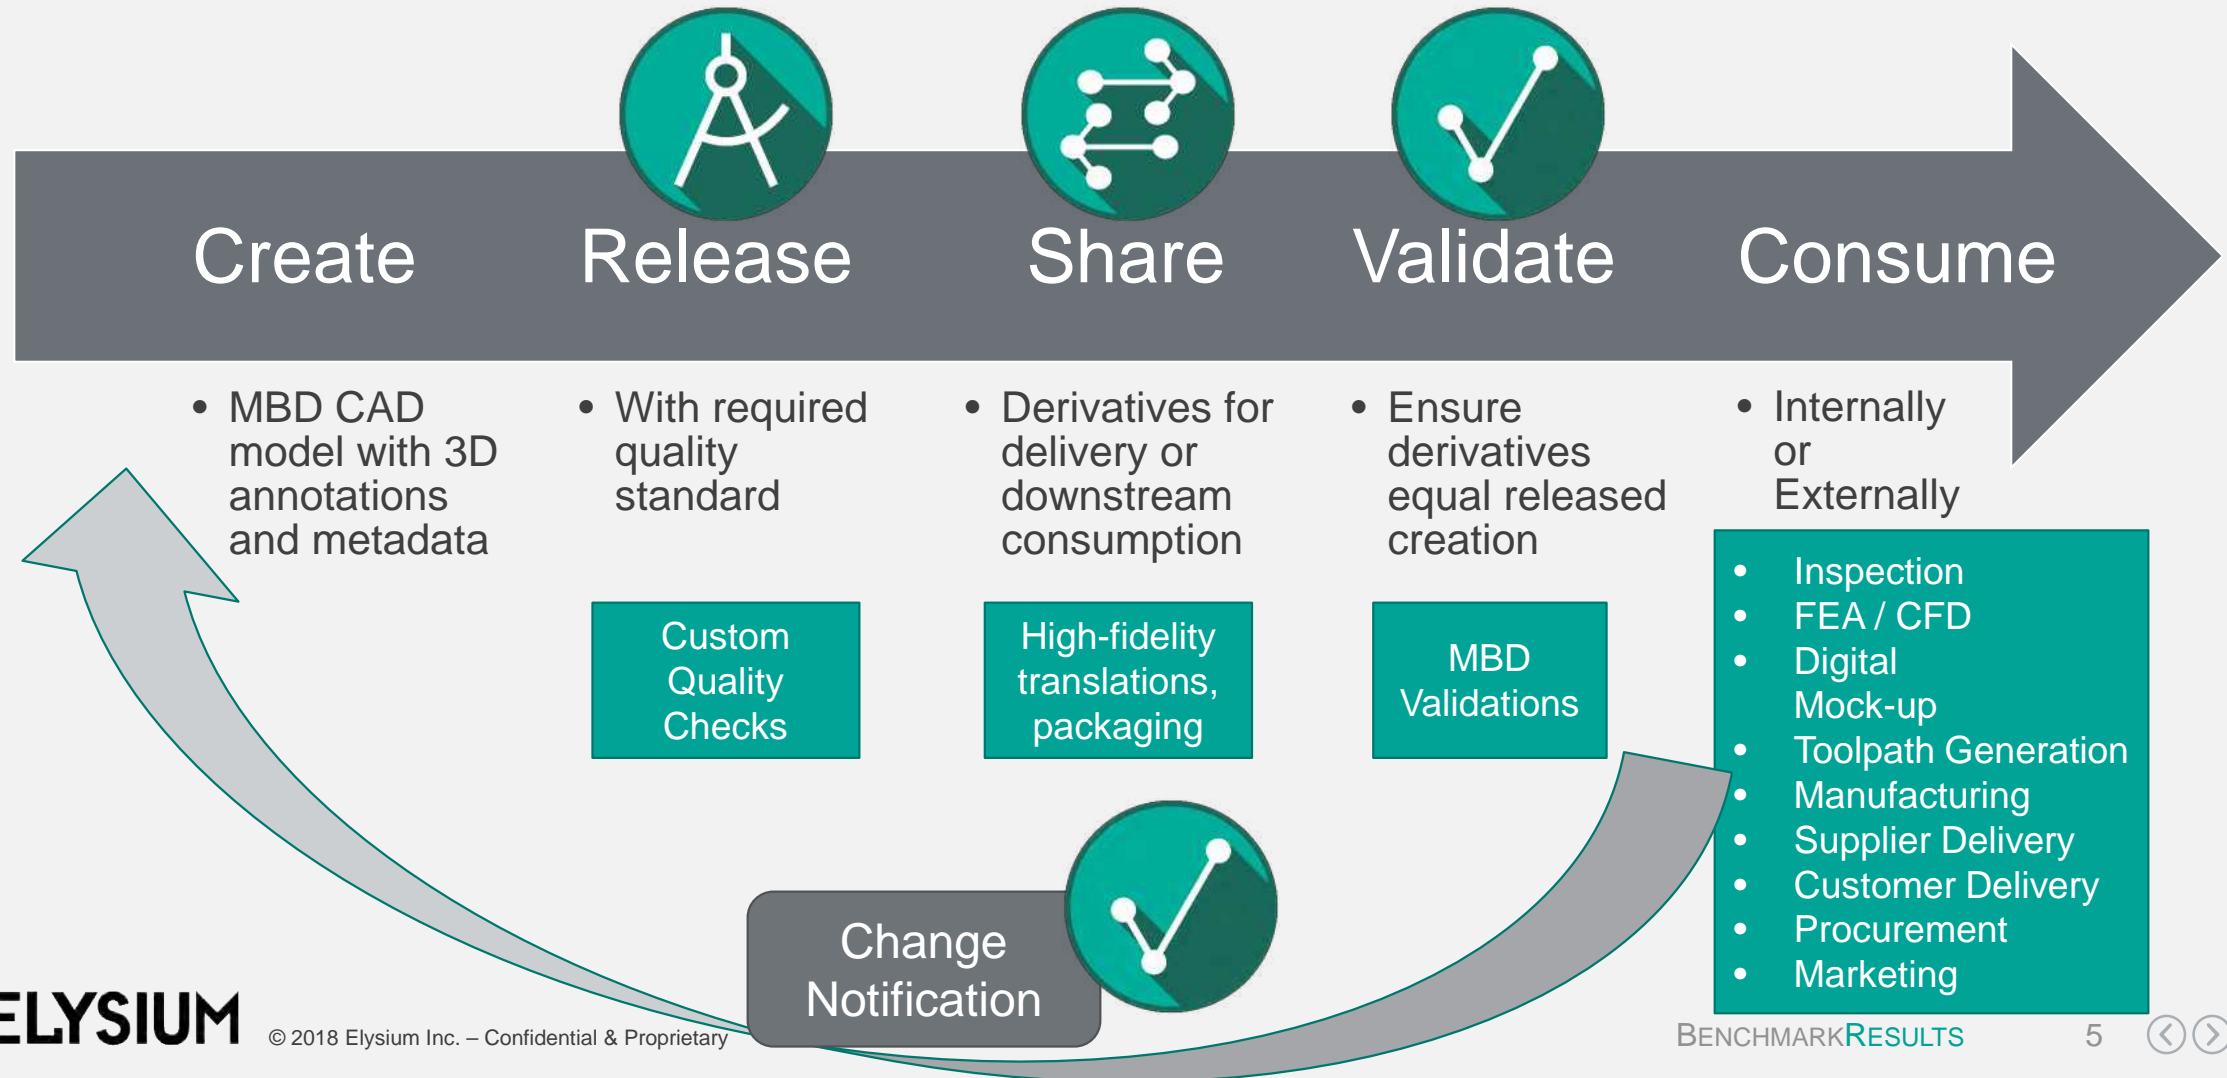 Create
Release
Share
Validate
Consume
• MBD CAD
model with 3D
annotations
and metadata
• With required
quality
standard
• Derivatives for
delivery or
downstream
consumption
• Ensure
derivatives
equal released
creation
• Internally
or
Externally
Custom
Quality
Checks
High-fidelity
translations,
packaging
MBD
Validations
• Inspection
• FEA / CFD
• Digital
Mock-up
• Toolpath Generation
• Manufacturing
• Supplier Delivery
• Customer Delivery
• Procurement
• Marketing
Change
Notification
ELYSIUM
© 2018 Elysium Inc. – Confidential & Proprietary
BENCHMARKRESULTS
5